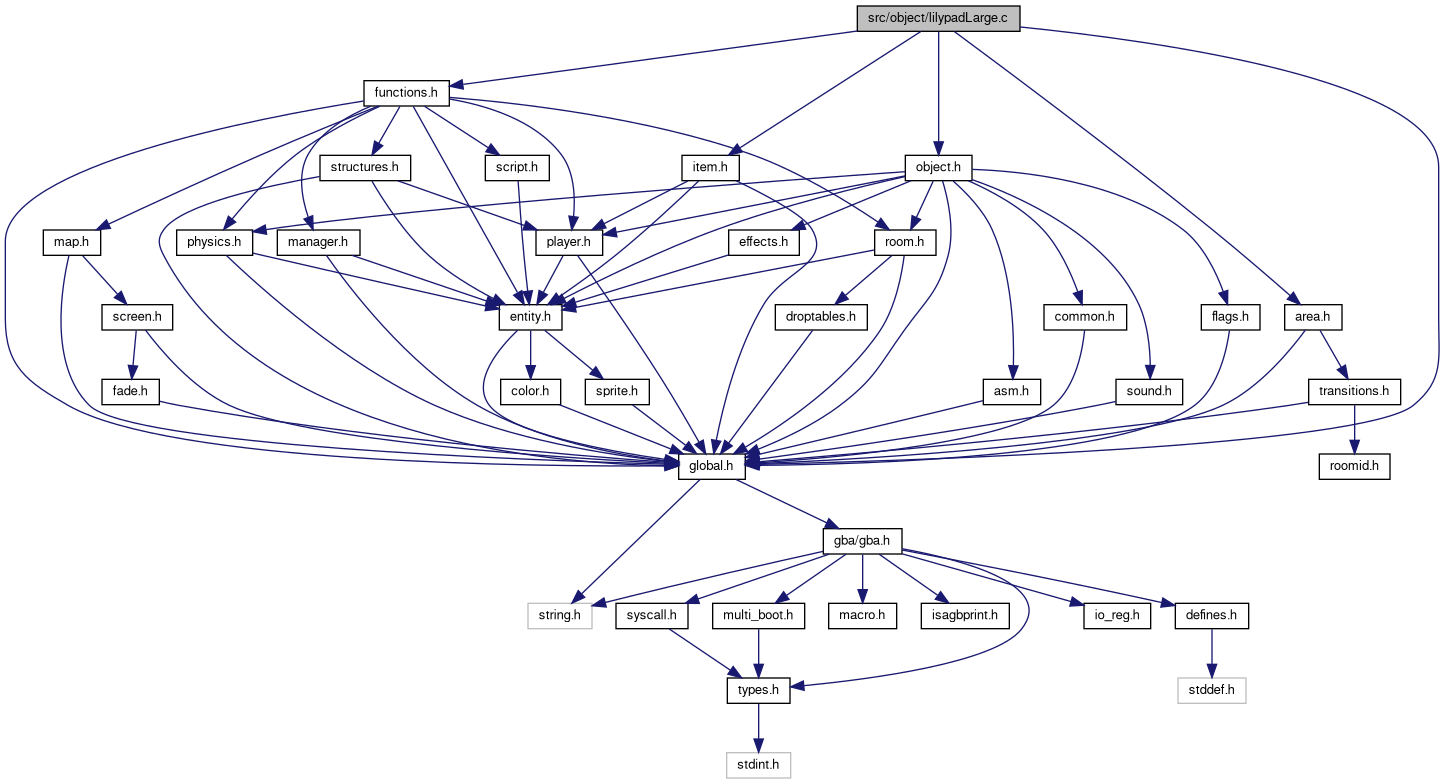 src/object/lilypadLarge.c
functions.h
structures.h
script.h
item.h
object.h
map.h
physics.h
manager.h
player.h
effects.h
room.h
screen.h
entity.h
droptables.h
common.h
flags.h
area.h
fade.h
color.h
sprite.h
asm.h
sound.h
transitions.h
global.h
roomid.h
gba/gba.h
string.h
syscall.h
multi_boot.h
macro.h
isagbprint.h
io_reg.h
defines.h
types.h
stddef.h
stdint.h